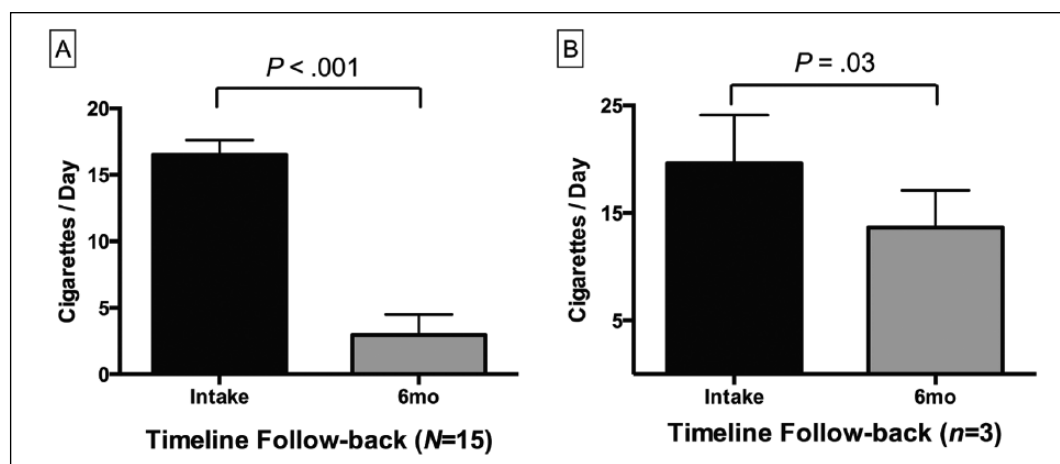 A
P < .001
Cigarettes / Day
20
15
10
5
0
Intake 6mo
Timeline Follow-back (N=15)
B
P = .03
Cigarettes / Day
25
15
5
Intake 6mo
Timeline Follow-back (n=3)